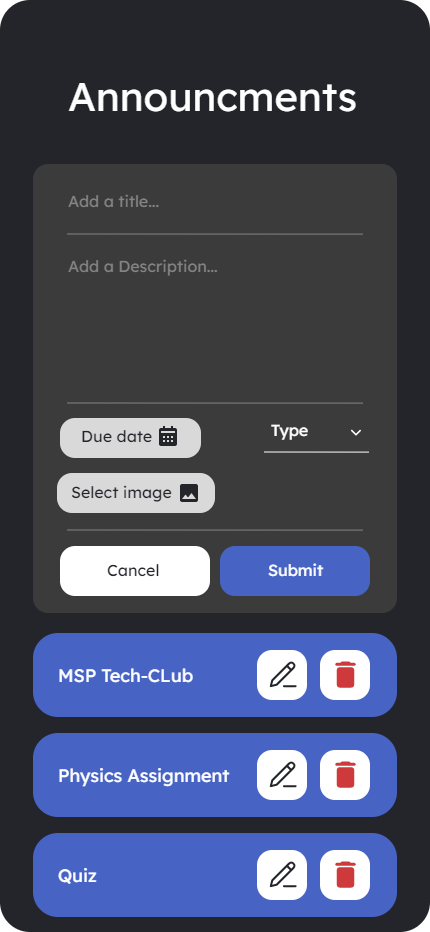 Announcments
Add a title...
Add a Description...
Due date
Type
Select image
Cancel
Submit
MSP Tech-CLub
Physics Assignment
Quiz